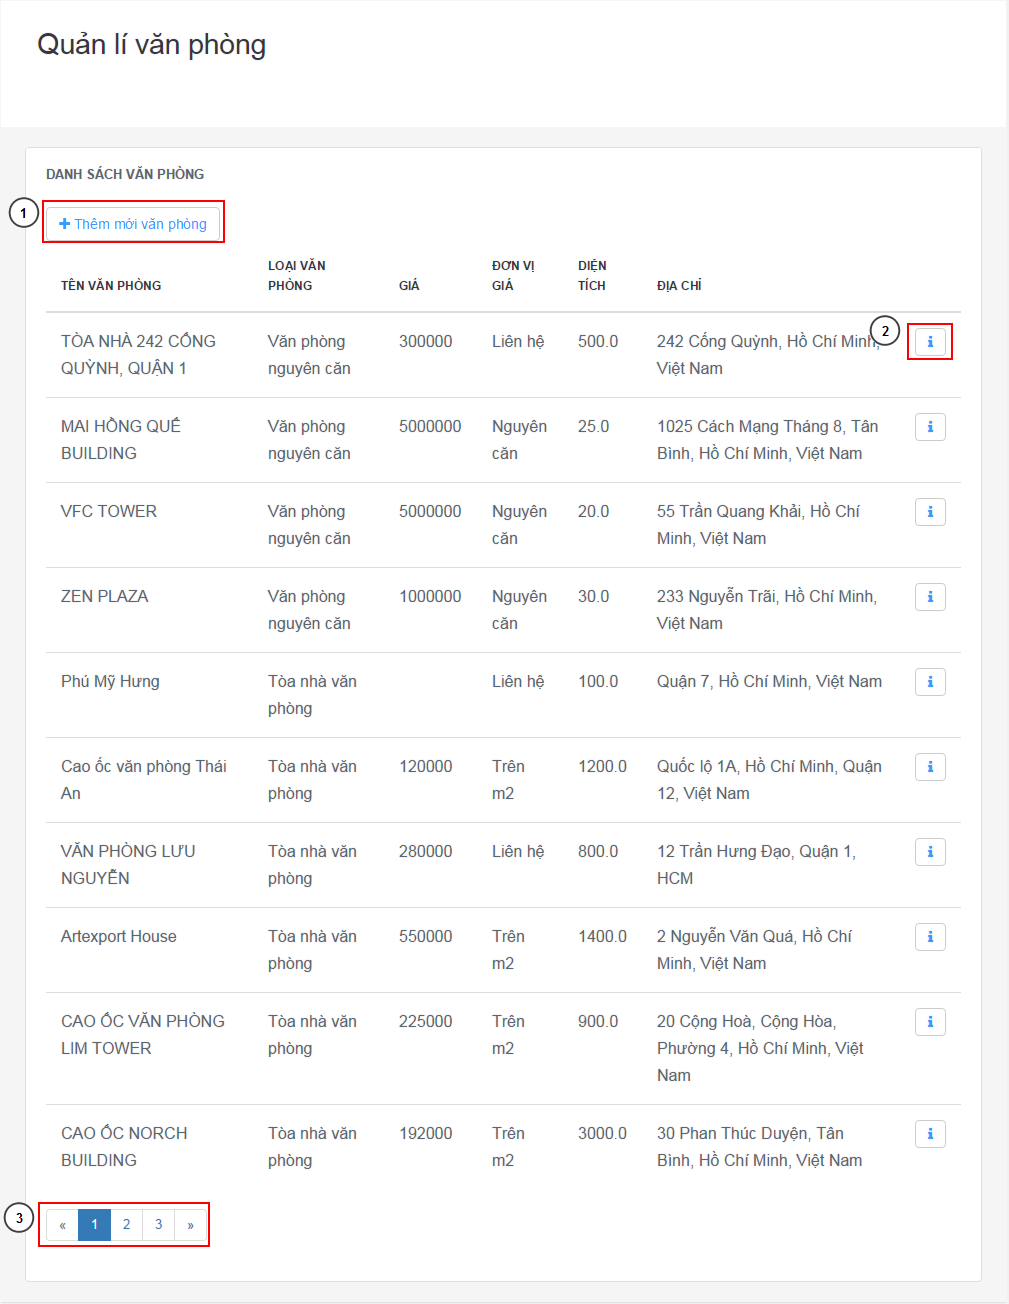 Quản lí văn phòng
DANH SÁCH VĂN PHÒNG
1
Thêm mới văn phòng
TÊN VĂN PHÒNG
LOẠI VĂN
PHÒNG
GIÁ
ĐƠN VỊ
GIÁ
DIỆN
TÍCH
ĐỊA CHỈ
TÒA NHÀ 242 CỐNG
QUỲNH, QUẬN 1
Văn phòng
nguyên căn
300000
Liên hệ
500.0
242 Cống Quỳnh, Hồ Chí Minh,
Việt Nam
2
i
MAI HỒNG QUẾ
BUILDING
Văn phòng
nguyên căn
5000000
Nguyên
căn
25.0
1025 Cách Mạng Tháng 8, Tân
Bình, Hồ Chí Minh, Việt Nam
i
VFC TOWER
Văn phòng
nguyên căn
5000000
Nguyên
căn
20.0
55 Trần Quang Khải, Hồ Chí
Minh, Việt Nam
i
ZEN PLAZA
Văn phòng
nguyên căn
1000000
Nguyên
căn
30.0
233 Nguyễn Trãi, Hồ Chí Minh,
Việt Nam
i
Phú Mỹ Hưng
Tòa nhà văn
phòng
Liên hệ
100.0
Quận 7, Hồ Chí Minh, Việt Nam
i
Cao ốc văn phòng Thái
An
Tòa nhà văn
phòng
120000
Trên
m2
1200.0
Quốc lộ 1A, Hồ Chí Minh, Quận
12, Việt Nam
i
VĂN PHÒNG LƯU
NGUYỄN
Tòa nhà văn
phòng
280000
Liên hệ
800.0
12 Trần Hưng Đạo, Quận 1,
HCM
i
Artexport House
Tòa nhà văn
phòng
550000
Trên
m2
1400.0
2 Nguyễn Văn Quá, Hồ Chí
Minh, Việt Nam
i
CAO ỐC VĂN PHÒNG
LIM TOWER
Tòa nhà văn
phòng
225000
Trên
m2
900.0
20 Cộng Hoà, Cộng Hòa,
Phường 4, Hồ Chí Minh, Việt
Nam
i
CAO ỐC NORCH
BUILDING
Tòa nhà văn
phòng
192000
Trên
m2
3000.0
30 Phan Thúc Duyện, Tân
Bình, Hồ Chí Minh, Việt Nam
i
3
« 1 2 3 »